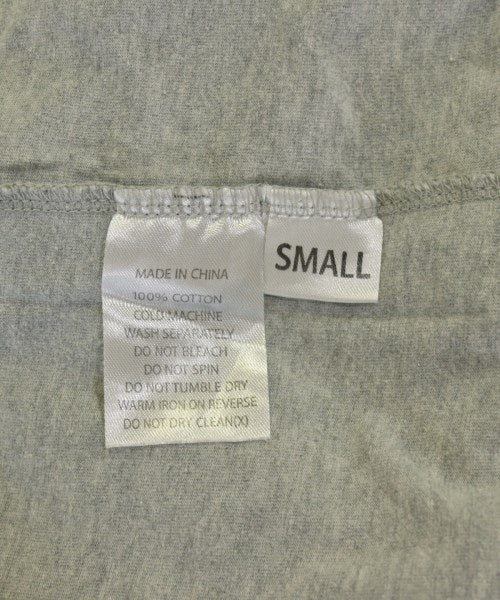 MADE IN CHINA
100% COTTON
COLD MACHINE
WASH SEPARATELY
DO NOT BLEACH
DO NOT SPIN
DO NOT TUMBLE DRY
WARM IRON ON REVERSE
DO NOT DRY CLEAN(X)
SMALL